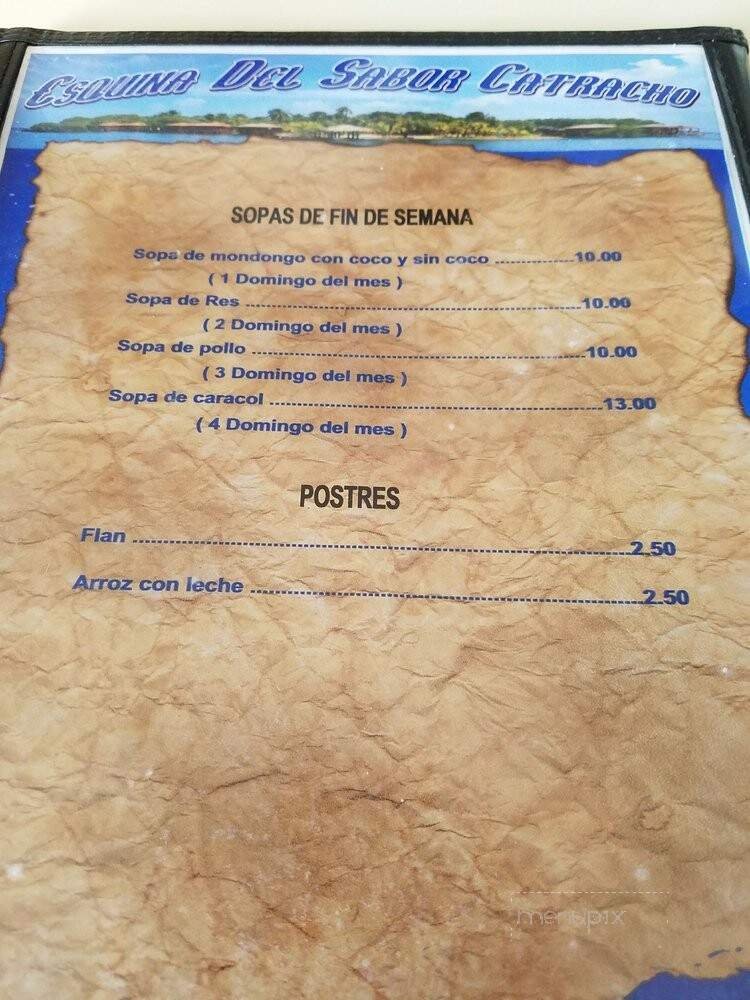 Esquina Del Sabor Catracho
SOPAS DE FIN DE SEMANA
Sopa de mondongo con coco y sin coco ..............10.00
( 1 Domingo del mes )
Sopa de Res ..............10.00
( 2 Domingo del mes )
Sopa de pollo ..............10.00
( 3 Domingo del mes )
Sopa de caracol ..............13.00
( 4 Domingo del mes )
POSTRES
Flan ..............2.50
Arroz con leche ..............2.50
menupix